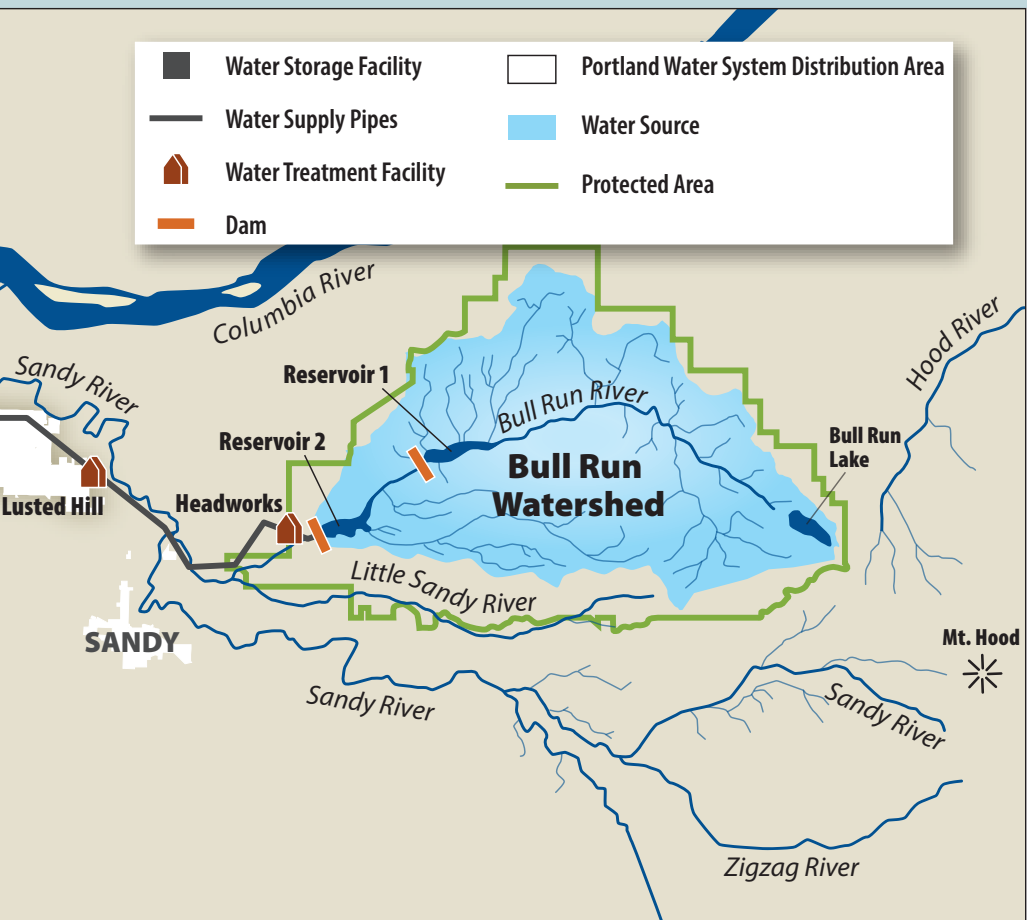 Water Storage Facility
Water Supply Pipes
Water Treatment Facility
Dam
Portland Water System Distribution Area
Water Source
Protected Area
Columbia River
Sandy River
Hood River
Reservoir 1
Bull Run River
Reservoir 2
Bull Run
Lake
Bull Run
Watershed
Headworks
Lusted Hill
Little Sandy River
SANDY
Mt. Hood
Sandy River
Sandy River
Zigzag River